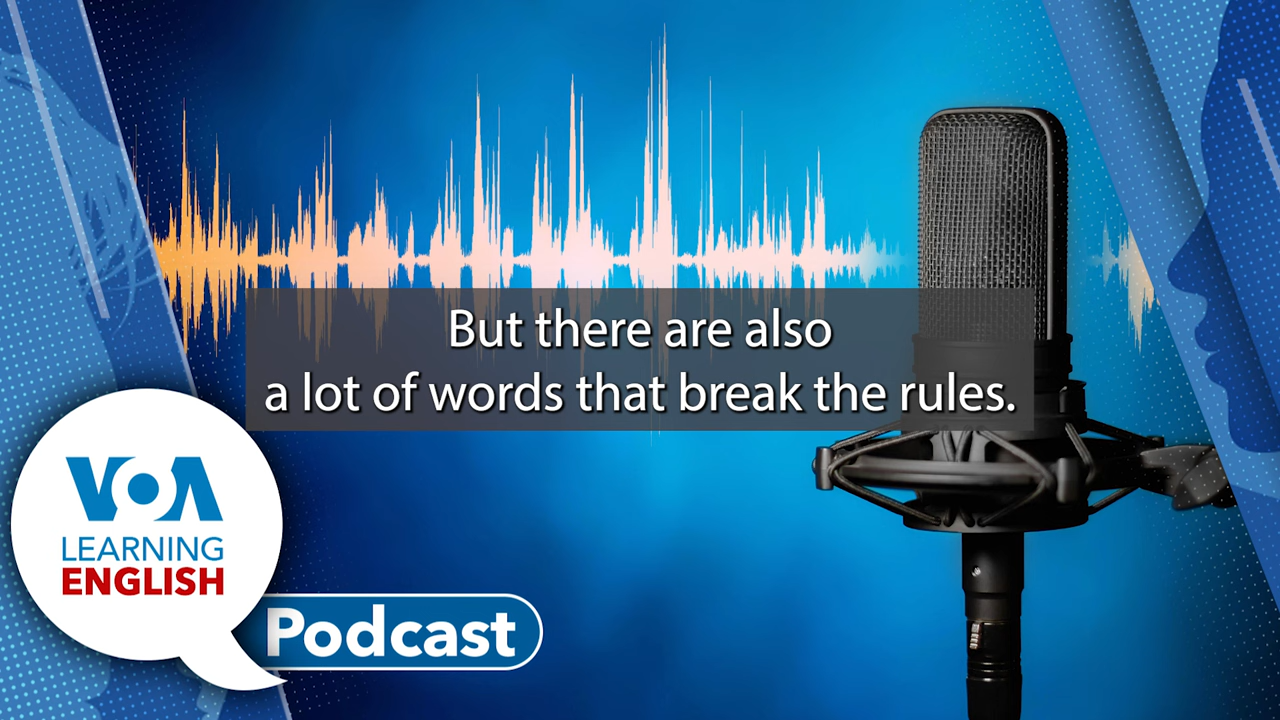 But there are also
a lot of words that break the rules.
VOA
LEARNING
ENGLISH
Podcast